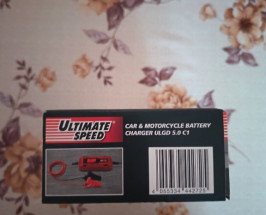 ULTIMATE
SPEED
CAR & MOTORCYCLE BATTERY
CHARGER ULGD 5.0 C1